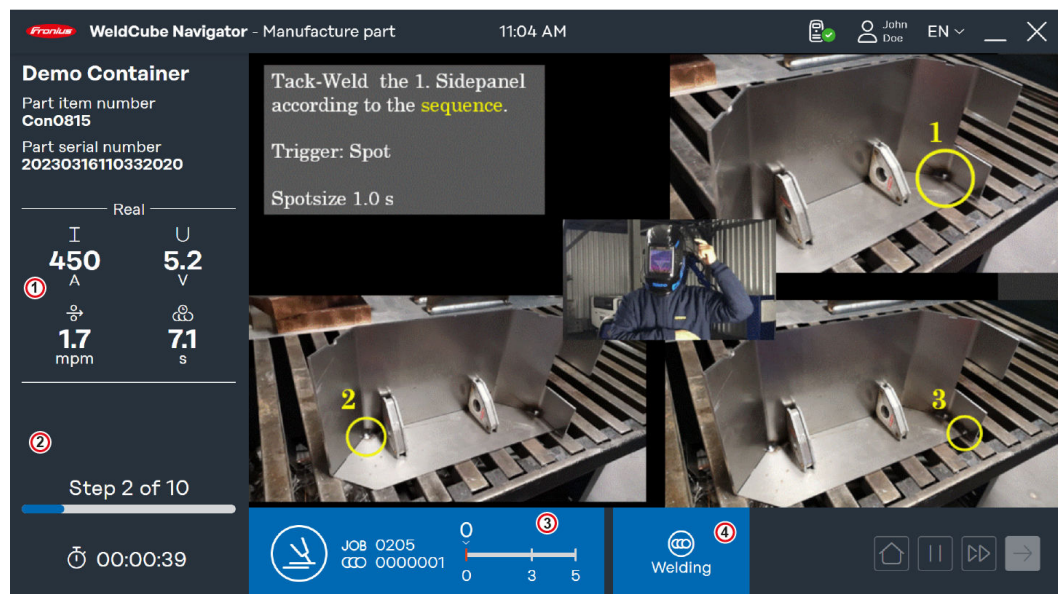 Fronius WeldCube Navigator - Manufacture part 11:04 AM John Doe EN
Demo Container
Part item number
Con0815
Part serial number
20230316110332020
Real
I U
450 5.2
A V
1
1.7 7.1
mpm s
2
Step 2 of 10
00:00:39
Tack-Weld the 1. Sidepanel
according to the sequence.
Trigger: Spot
Spotsize 1.0 s
1
2
3
JOB 0205
0000001
0
0 3 5
3
Welding
4